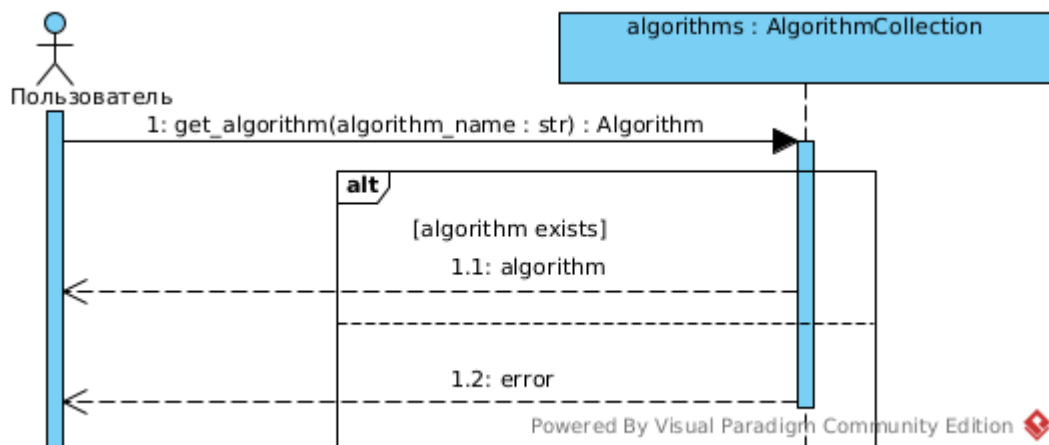 algorithms : AlgorithmCollection
Пользователь
1: get_algorithm(algorithm_name : str) : Algorithm
alt
[algorithm exists]
1.1: algorithm
1.2: error
Powered By Visual Paradigm Community Edition